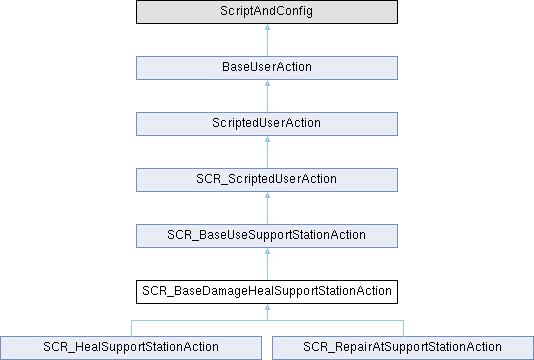 ScriptAndConfig
BaseUserAction
ScriptedUserAction
SCR_ScriptedUserAction
SCR_BaseUseSupportStationAction
SCR_BaseDamageHealSupportStationAction
SCR_HealSupportStationAction
SCR_RepairAtSupportStationAction